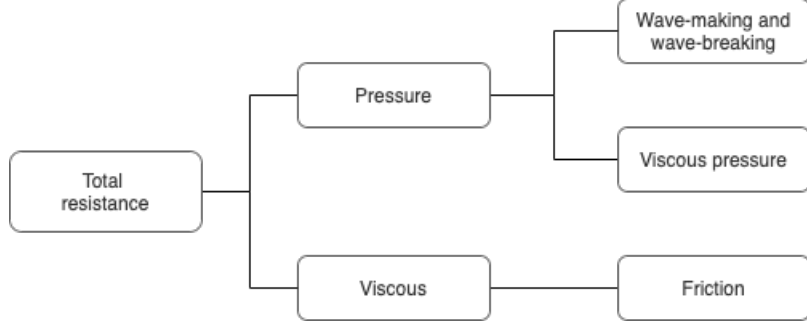 Wave-making and
wave-breaking
Pressure
Viscous pressure
Total
resistance
Viscous
Friction